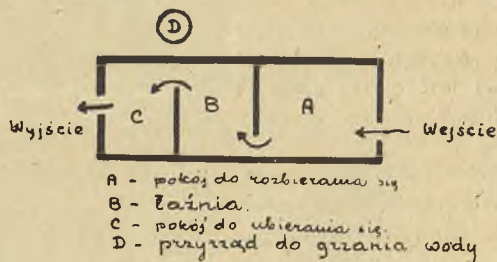 D
Wyjście C B A Wejście
A - pokój do rozbierania się
B - Łaźnia.
C - pokój do ubierania się.
D - przyrząd do grzania wody